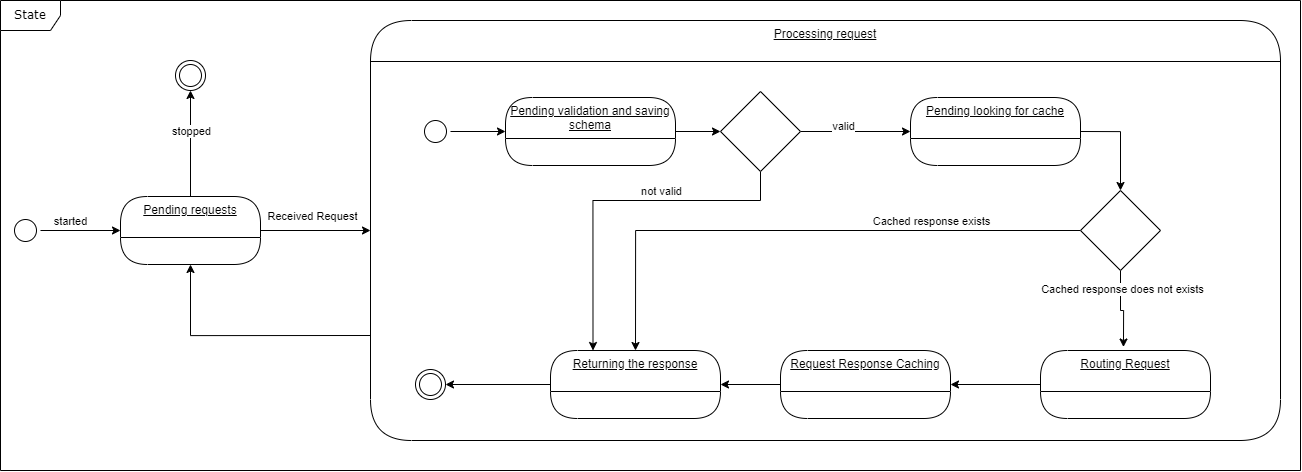 State
Processing request
Pending validation and saving
schema
valid
Pending looking for cache
stopped
not valid
Pending requests
started
Received Request
Cached response exists
Cached response does not exists
Returning the response
Request Response Caching
Routing Request